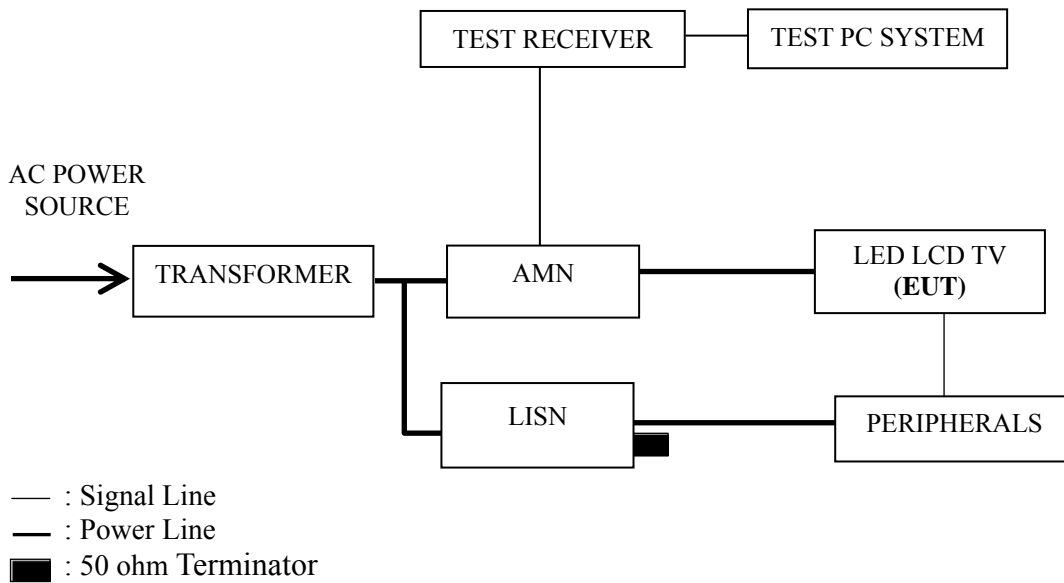 TEST RECEIVER
TEST PC SYSTEM
AC POWER
SOURCE
TRANSFORMER
AMN
LED LCD TV
(EUT)
LISN
PERIPHERALS
: Signal Line
: Power Line
: 50 ohm Terminator